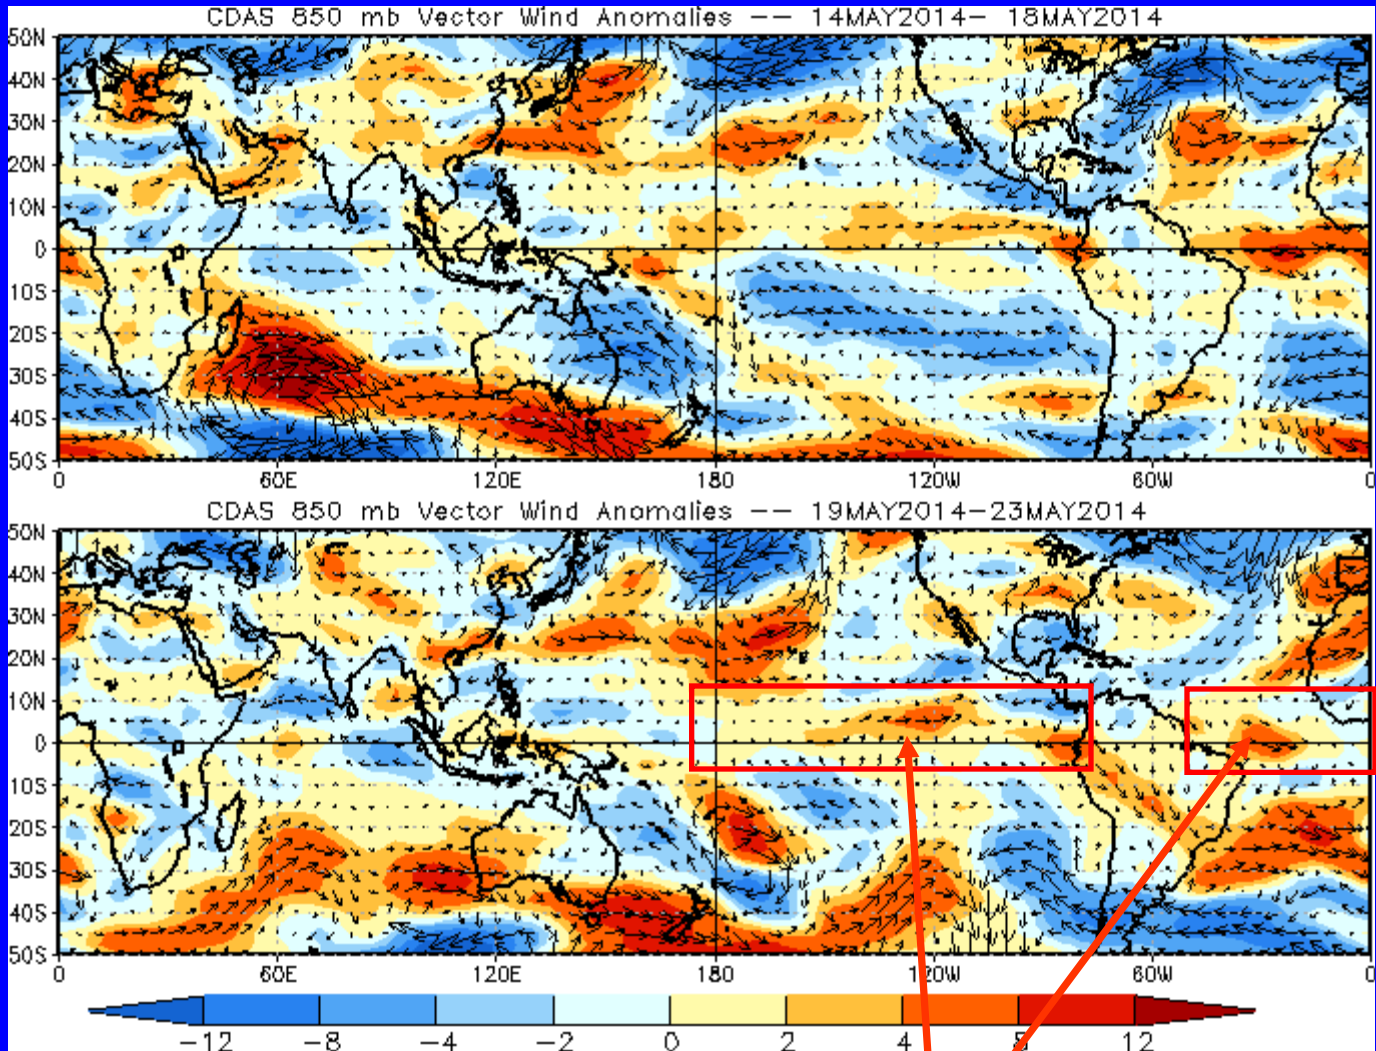 CDAS 850 mb Vector Wind Anomalies -- 14MAY2014- 18MAY2014
50N
40N
30N
20N
10N
0
10S
20S
30S
40S
50S
0 60E 120E 180 120W 60W 0
CDAS 850 mb Vector Wind Anomalies -- 19MAY2014-23MAY2014
50N
40N
30N
20N
10N
0
10S
20S
30S
40S
50S
0 60E 120E 180 120W 60W 0
-12 -8 -4 -2 0 2 4 8 12